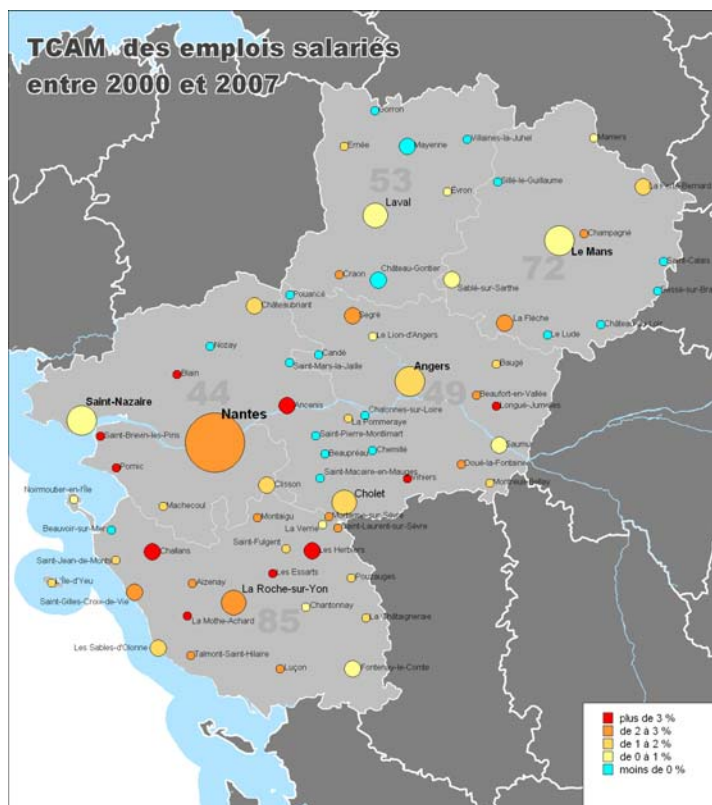 TCAM des emplois salariés
entre 2000 et 2007
Gorron
Ernée
Mayenne
Villaines-la-Juhel
Mamers
53
Sillé-le-Guillaume
La Ferté-Bernard
Évron
Laval
Le Mans
Champagné
72
Saint-Calais
Craon
Château-Gontier
Sablé-sur-Sarthe
Pouancé
Châteaubriant
Segré
La Flèche
Château-du-Loir
Le Lude
Le Lion d'Angers
Nozay
Candé
Saint-Mars-la-Jaille
Baugé
Blain
44
Angers
49
Beaufort-en-Vallée
Longué-Jumelles
Saint-Nazaire
Nantes
Ancenis
Chalonnes-sur-Loire
La Pommeraye
Saint-Brevin-les-Pins
Saint-Pierre-Montlimart
Beaupréau
Chemillé
Saumur
Pornic
Doué-la-Fontaine
Saint-Macaire-en-Mauges
Vihiers
Montreuil-Bellay
Clisson
Noirmoutier-en-l'Île
Machecoul
Cholet
Montaigu
Mortagne-sur-Sèvre
La Verrie
Saint-Laurent-sur-Sèvre
Beauvoir-sur-Mer
Challans
Saint-Fulgent
Les Herbiers
Saint-Jean-de-Monts
Les Essarts
Pouzauges
L'Île-d'Yeu
Aizenay
La Roche-sur-Yon
Saint-Gilles-Croix-de-Vie
Chantonnay
La Mothe-Achard
85
La Châtaigneraie
Les Sables-d'Olonne
Talmont-Saint-Hilaire
Luçon
Fontenay-le-Comte
plus de 3 %
de 2 à 3 %
de 1 à 2 %
de 0 à 1 %
moins de 0 %